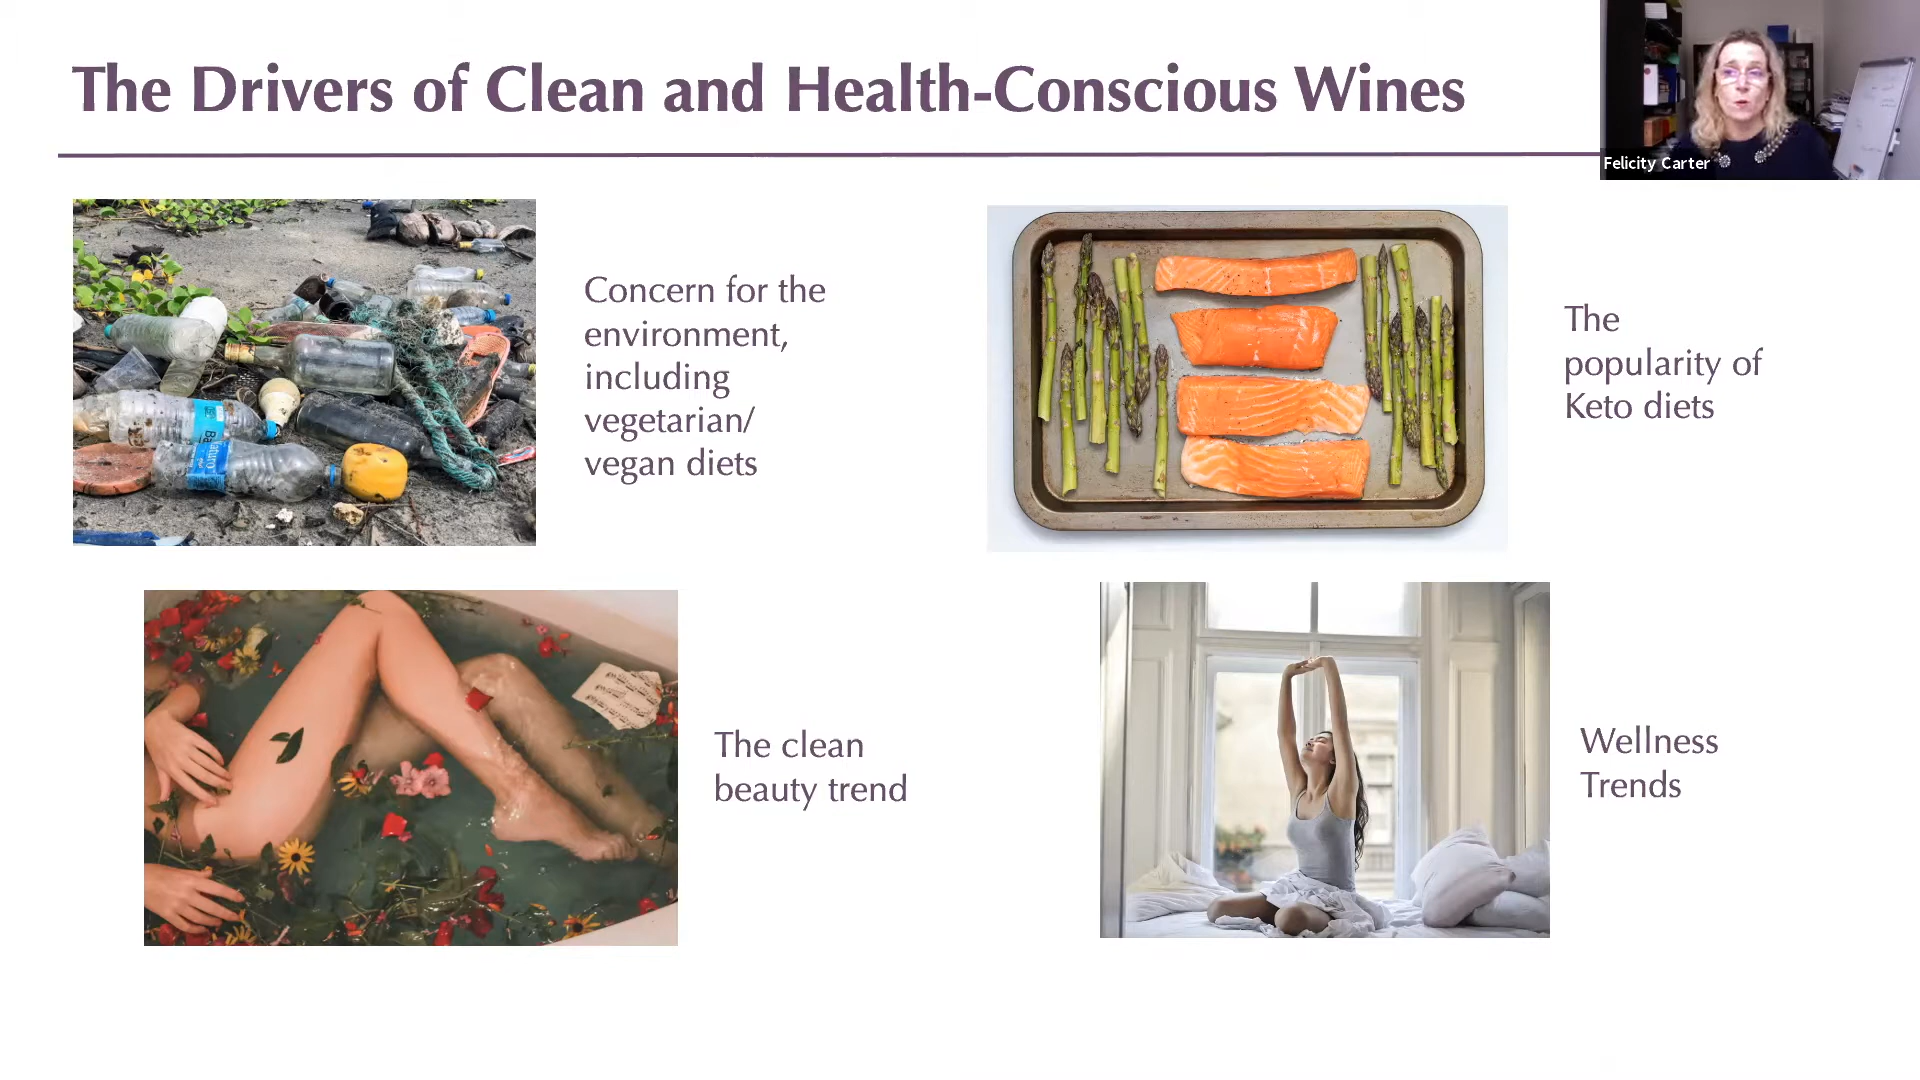 The Drivers of Clean and Health-Conscious Wines
Felicity Carter
Concern for the
environment,
including
vegetarian/
vegan diets
The
popularity of
Keto diets
The clean
beauty trend
Wellness
Trends